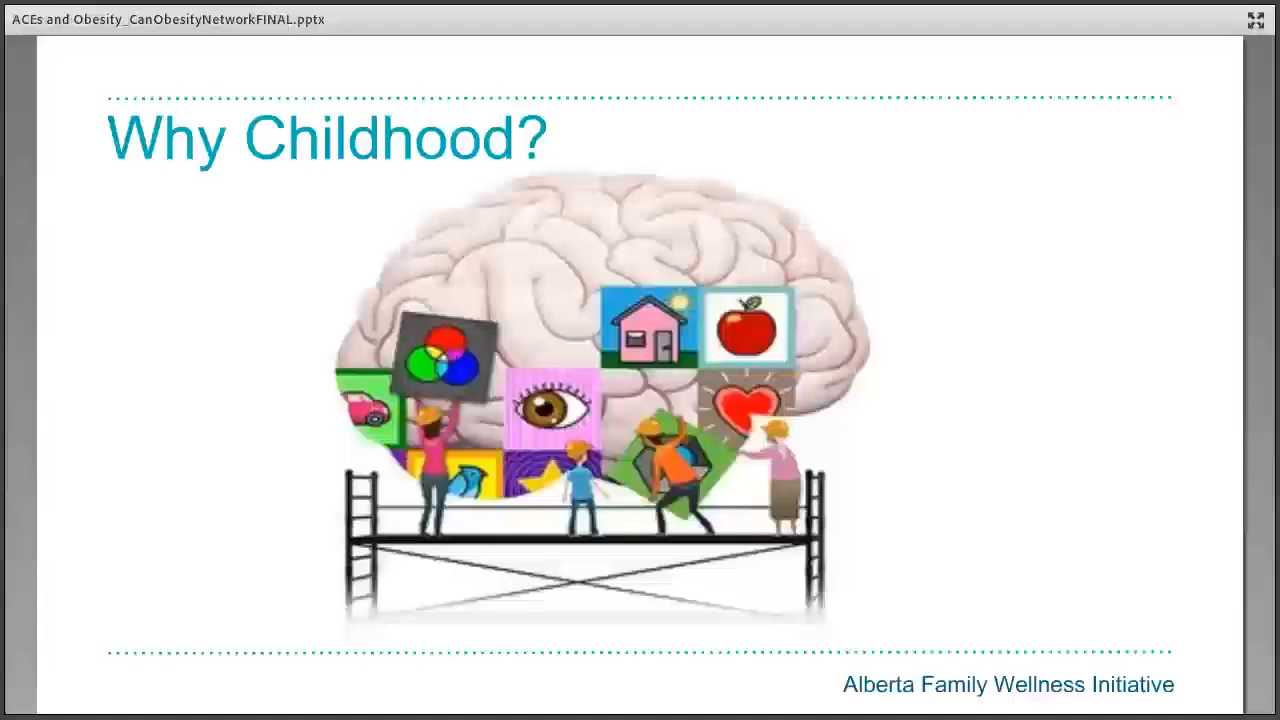 ACEs and Obesity_CanObesityNetworkFINAL.pptx
Why Childhood?
Alberta Family Wellness Initiative